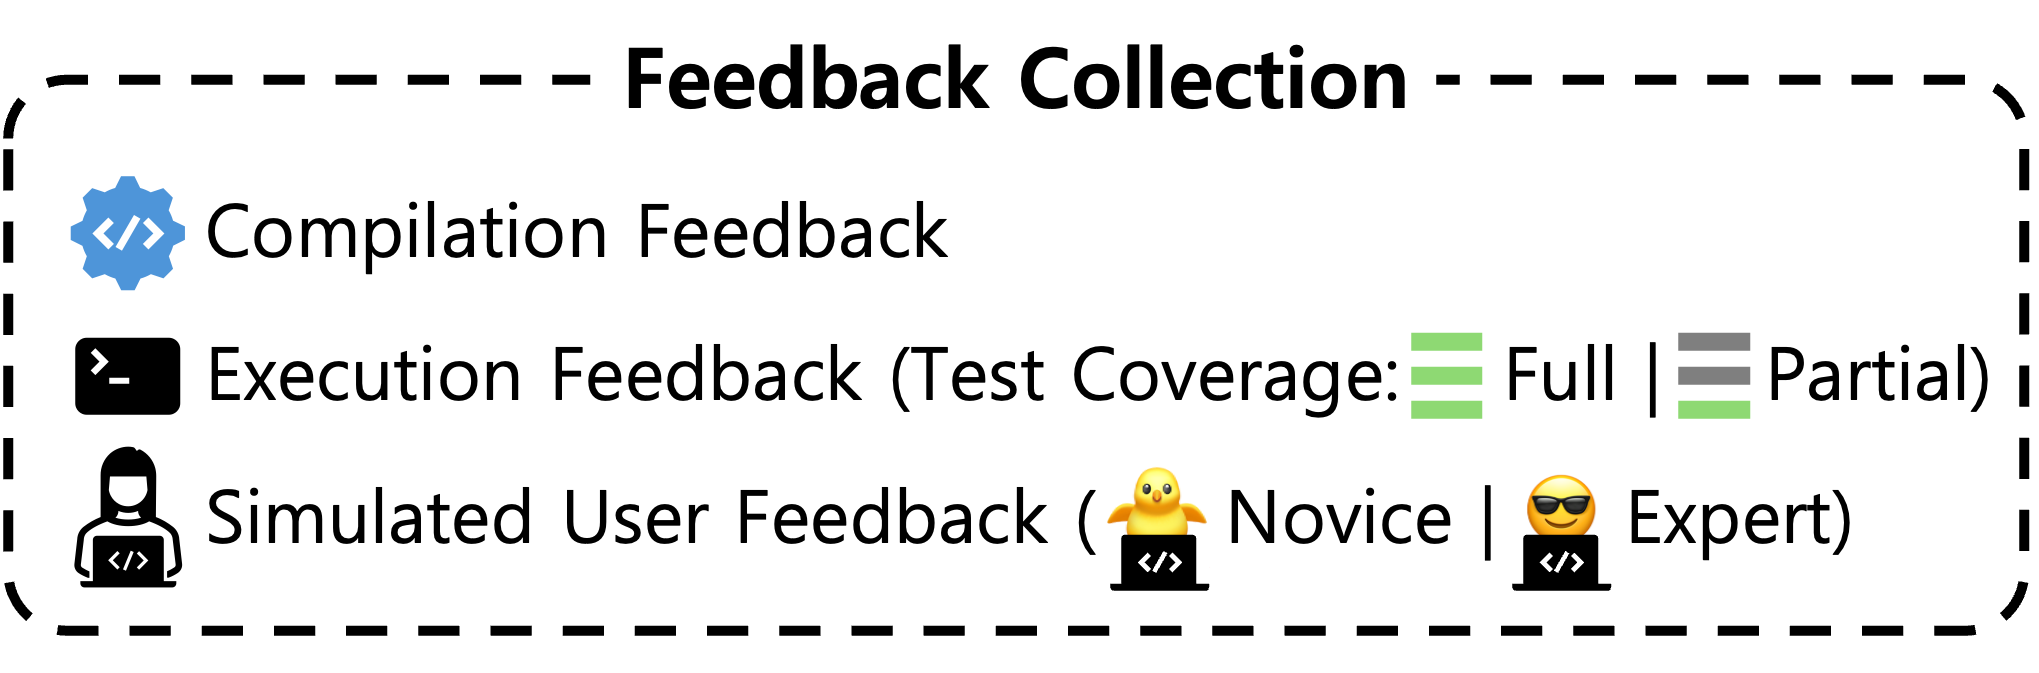 Feedback Collection
</> Compilation Feedback
>_ Execution Feedback (Test Coverage: Full | Partial)
</> Simulated User Feedback (</> Novice | </> Expert)